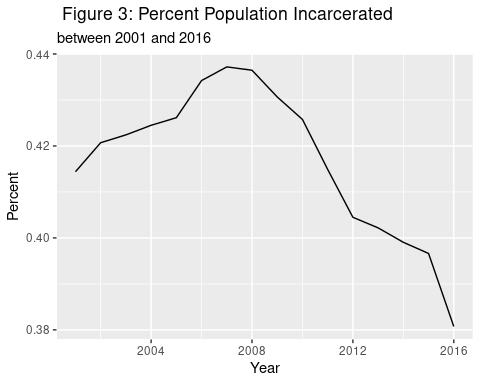 Figure 3: Percent Population Incarcerated
between 2001 and 2016
0.44
0.42
0.40
0.38
Percent
2004 2008 2012 2016
Year